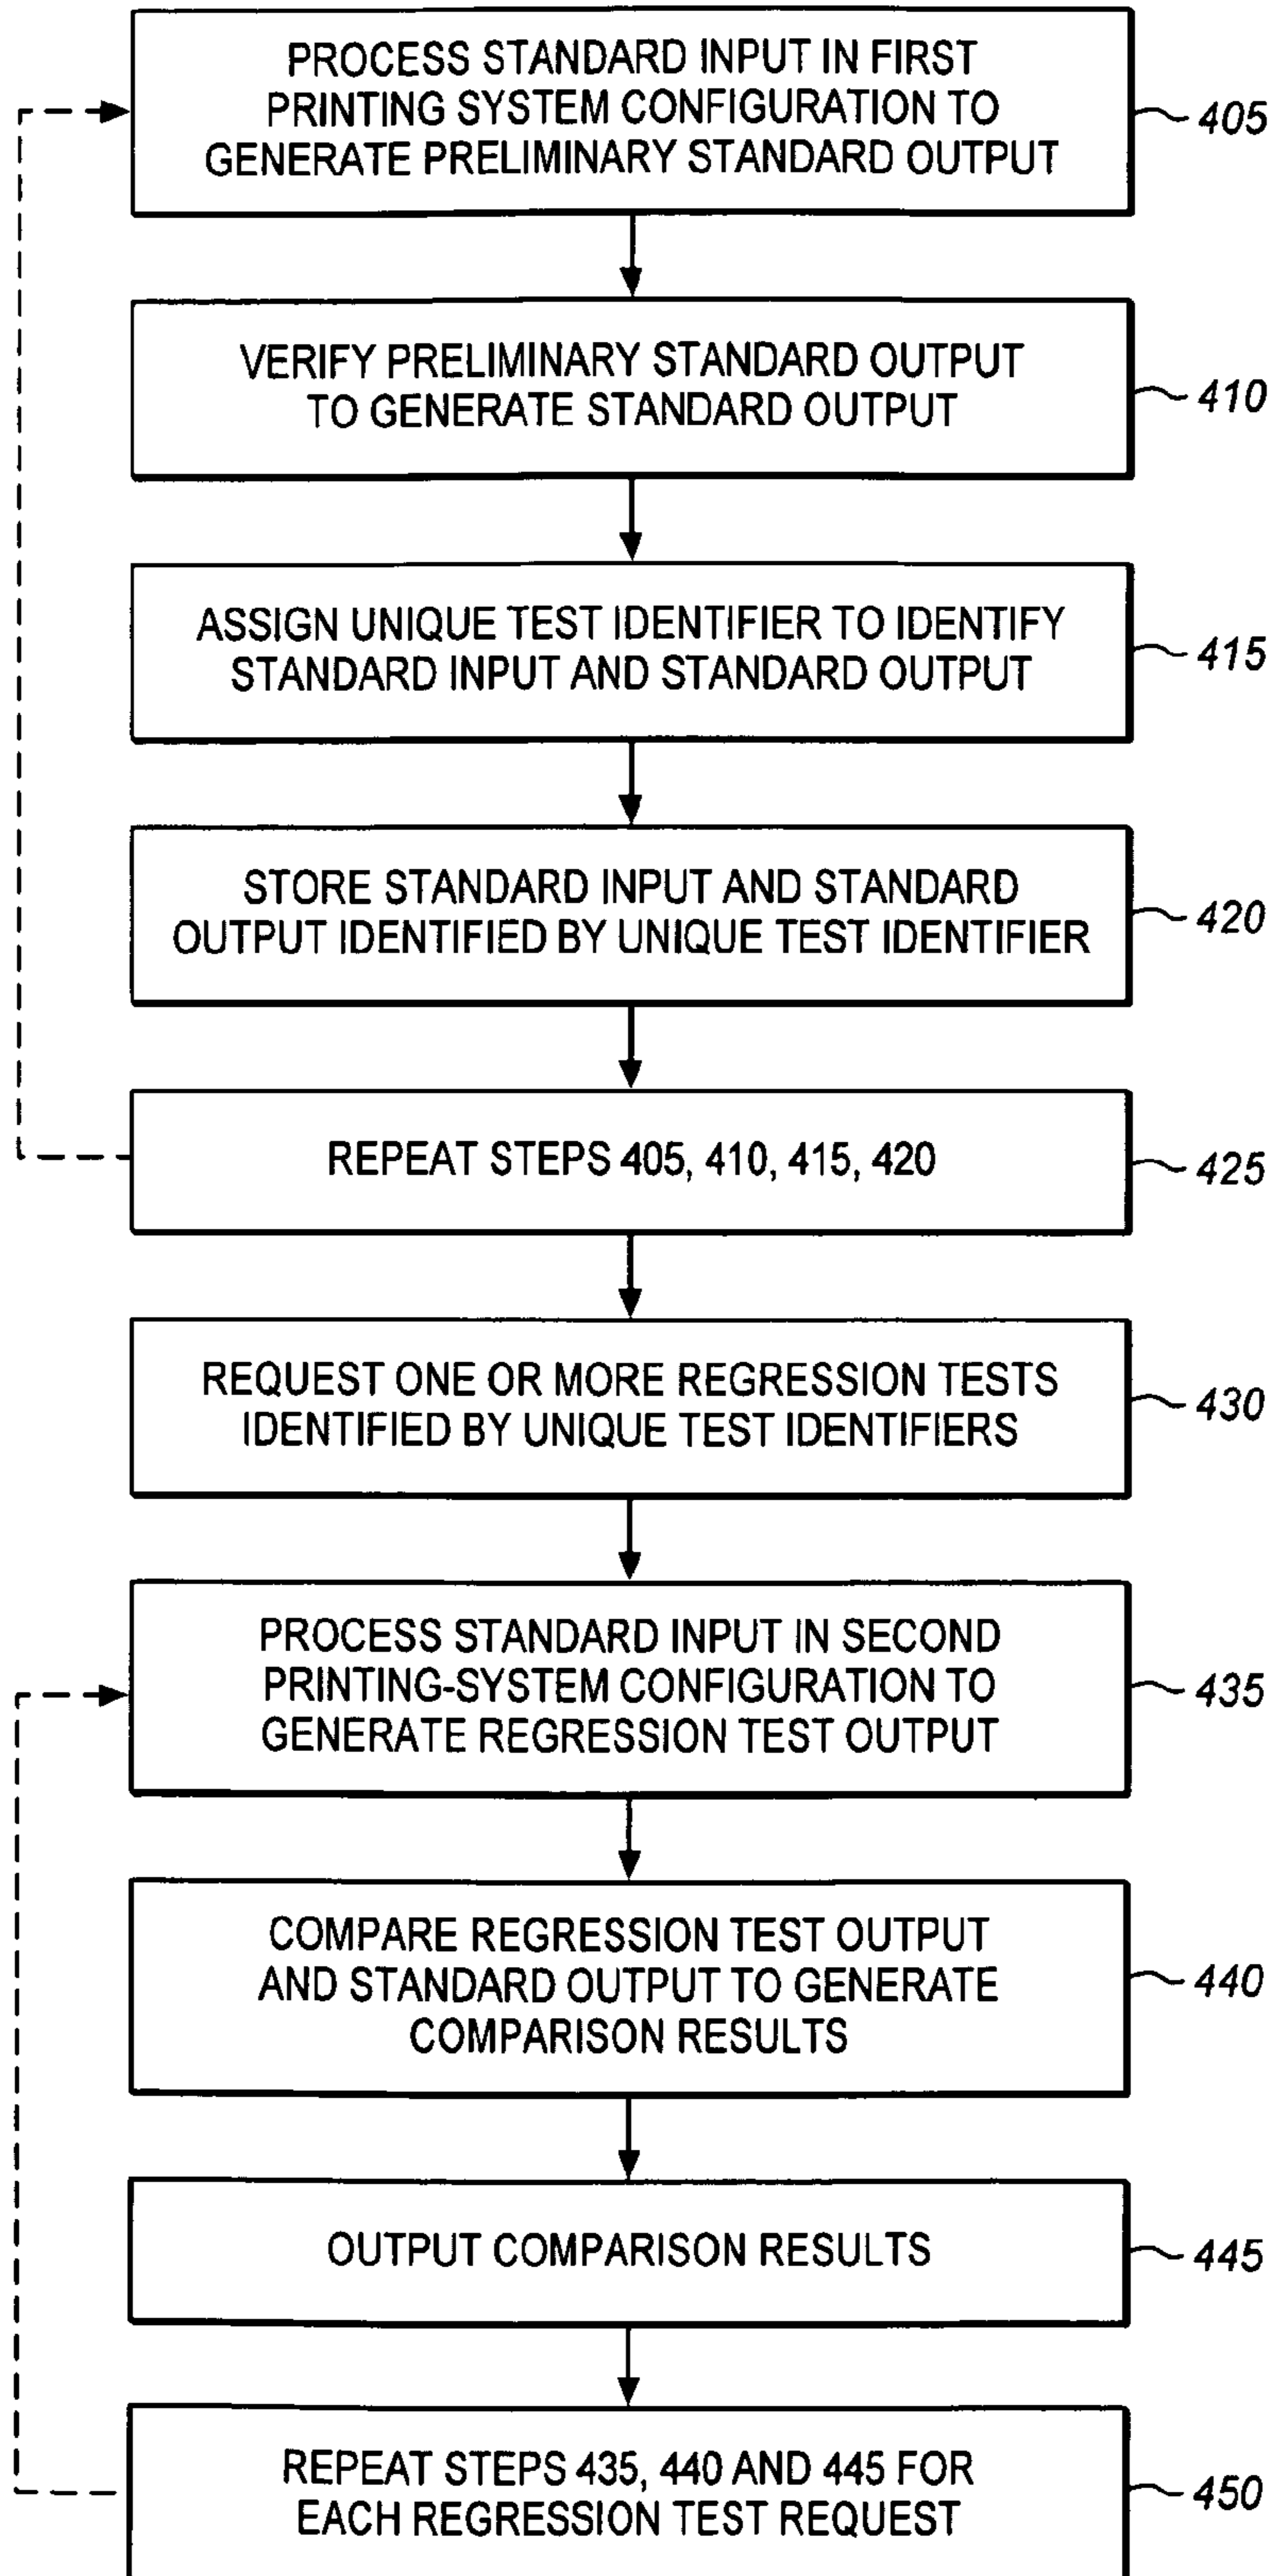 PROCESS STANDARD INPUT IN FIRST
PRINTING SYSTEM CONFIGURATION TO
GENERATE PRELIMINARY STANDARD OUTPUT
405
VERIFY PRELIMINARY STANDARD OUTPUT
TO GENERATE STANDARD OUTPUT
410
ASSIGN UNIQUE TEST IDENTIFIER TO IDENTIFY
STANDARD INPUT AND STANDARD OUTPUT
415
STORE STANDARD INPUT AND STANDARD
OUTPUT IDENTIFIED BY UNIQUE TEST IDENTIFIER
420
REPEAT STEPS 405, 410, 415, 420
425
REQUEST ONE OR MORE REGRESSION TESTS
IDENTIFIED BY UNIQUE TEST IDENTIFIERS
430
PROCESS STANDARD INPUT IN SECOND
PRINTING-SYSTEM CONFIGURATION TO
GENERATE REGRESSION TEST OUTPUT
435
COMPARE REGRESSION TEST OUTPUT
AND STANDARD OUTPUT TO GENERATE
COMPARISON RESULTS
440
OUTPUT COMPARISON RESULTS
445
REPEAT STEPS 435, 440 AND 445 FOR
EACH REGRESSION TEST REQUEST
450